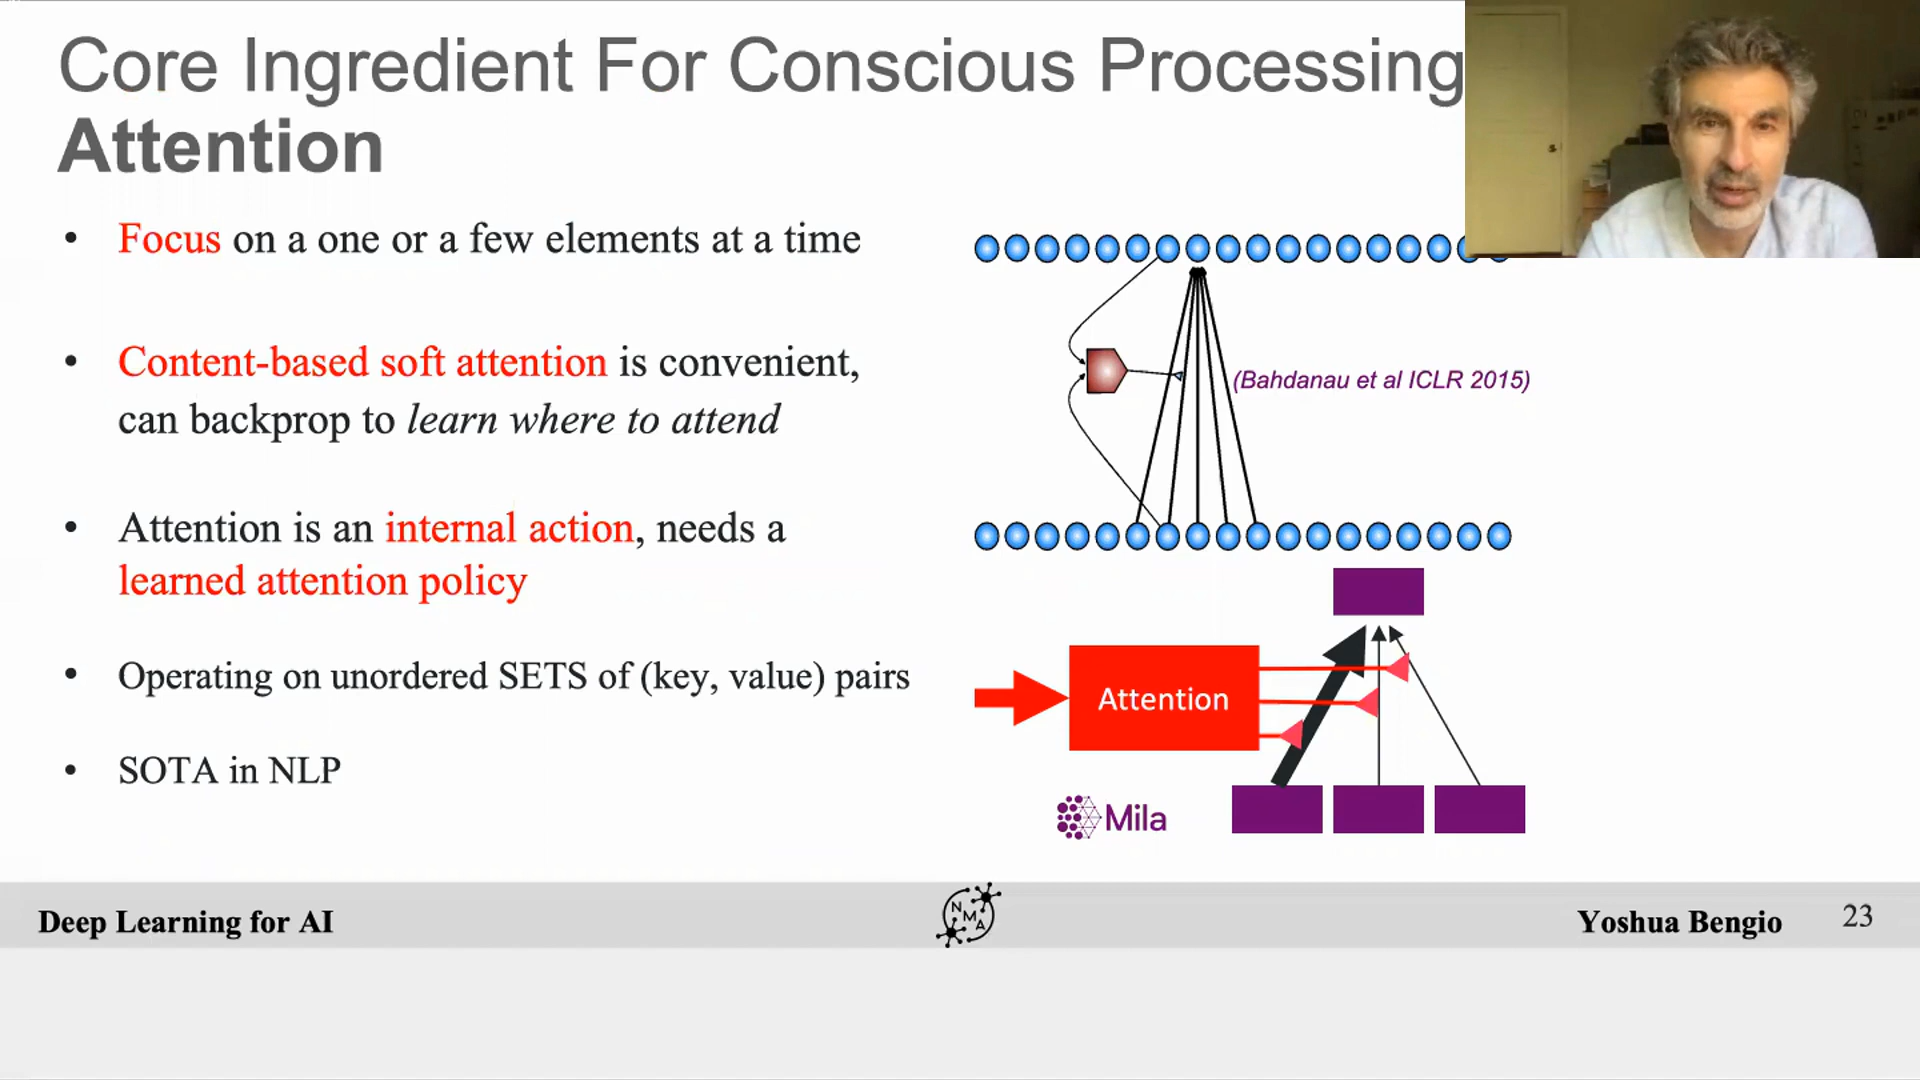 Core Ingredient For Conscious Processing
Attention
• Focus on a one or a few elements at a time
• Content-based soft attention is convenient,
can backprop to learn where to attend
• Attention is an internal action, needs a
learned attention policy
• Operating on unordered SETS of (key, value) pairs
• SOTA in NLP
(Bahdanau et al ICLR 2015)
Attention
Mila
Deep Learning for AI
NMA
Yoshua Bengio
23